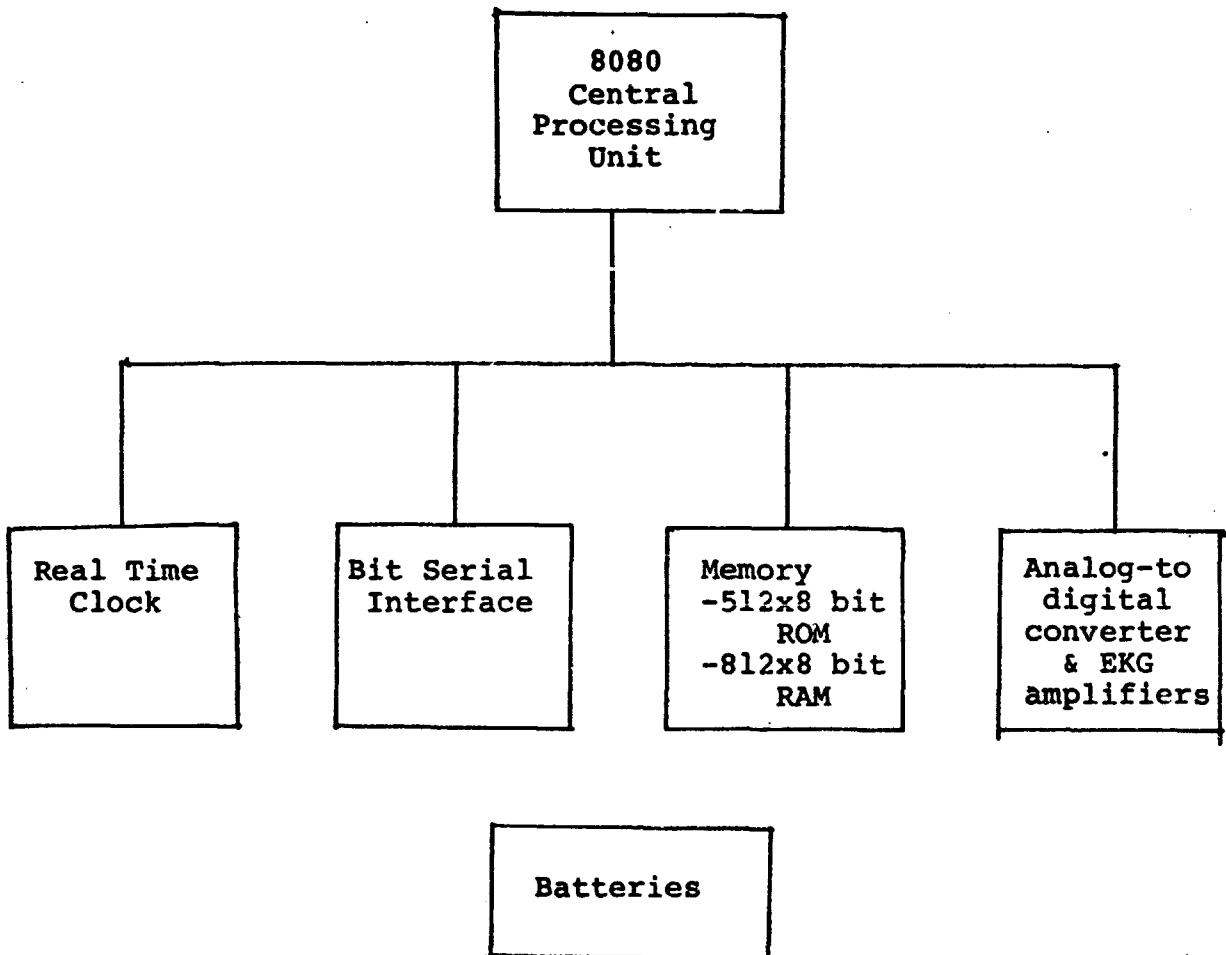 8080
Central
Processing
Unit
Real Time
Clock
Bit Serial
Interface
Memory
-512x8 bit
ROM
-812x8 bit
RAM
Analog-to
digital
converter
& EKG
amplifiers
Batteries